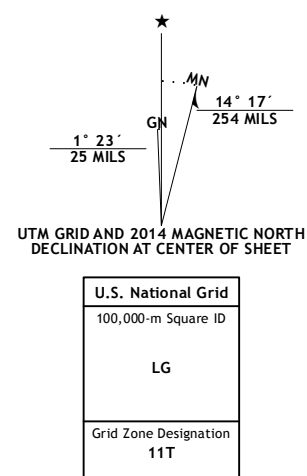 MN
GN
14° 17´
254 MILS
1° 23´
25 MILS
UTM GRID AND 2014 MAGNETIC NORTH
DECLINATION AT CENTER OF SHEET
U.S. National Grid
100,000-m Square ID
LG
Grid Zone Designation
11T